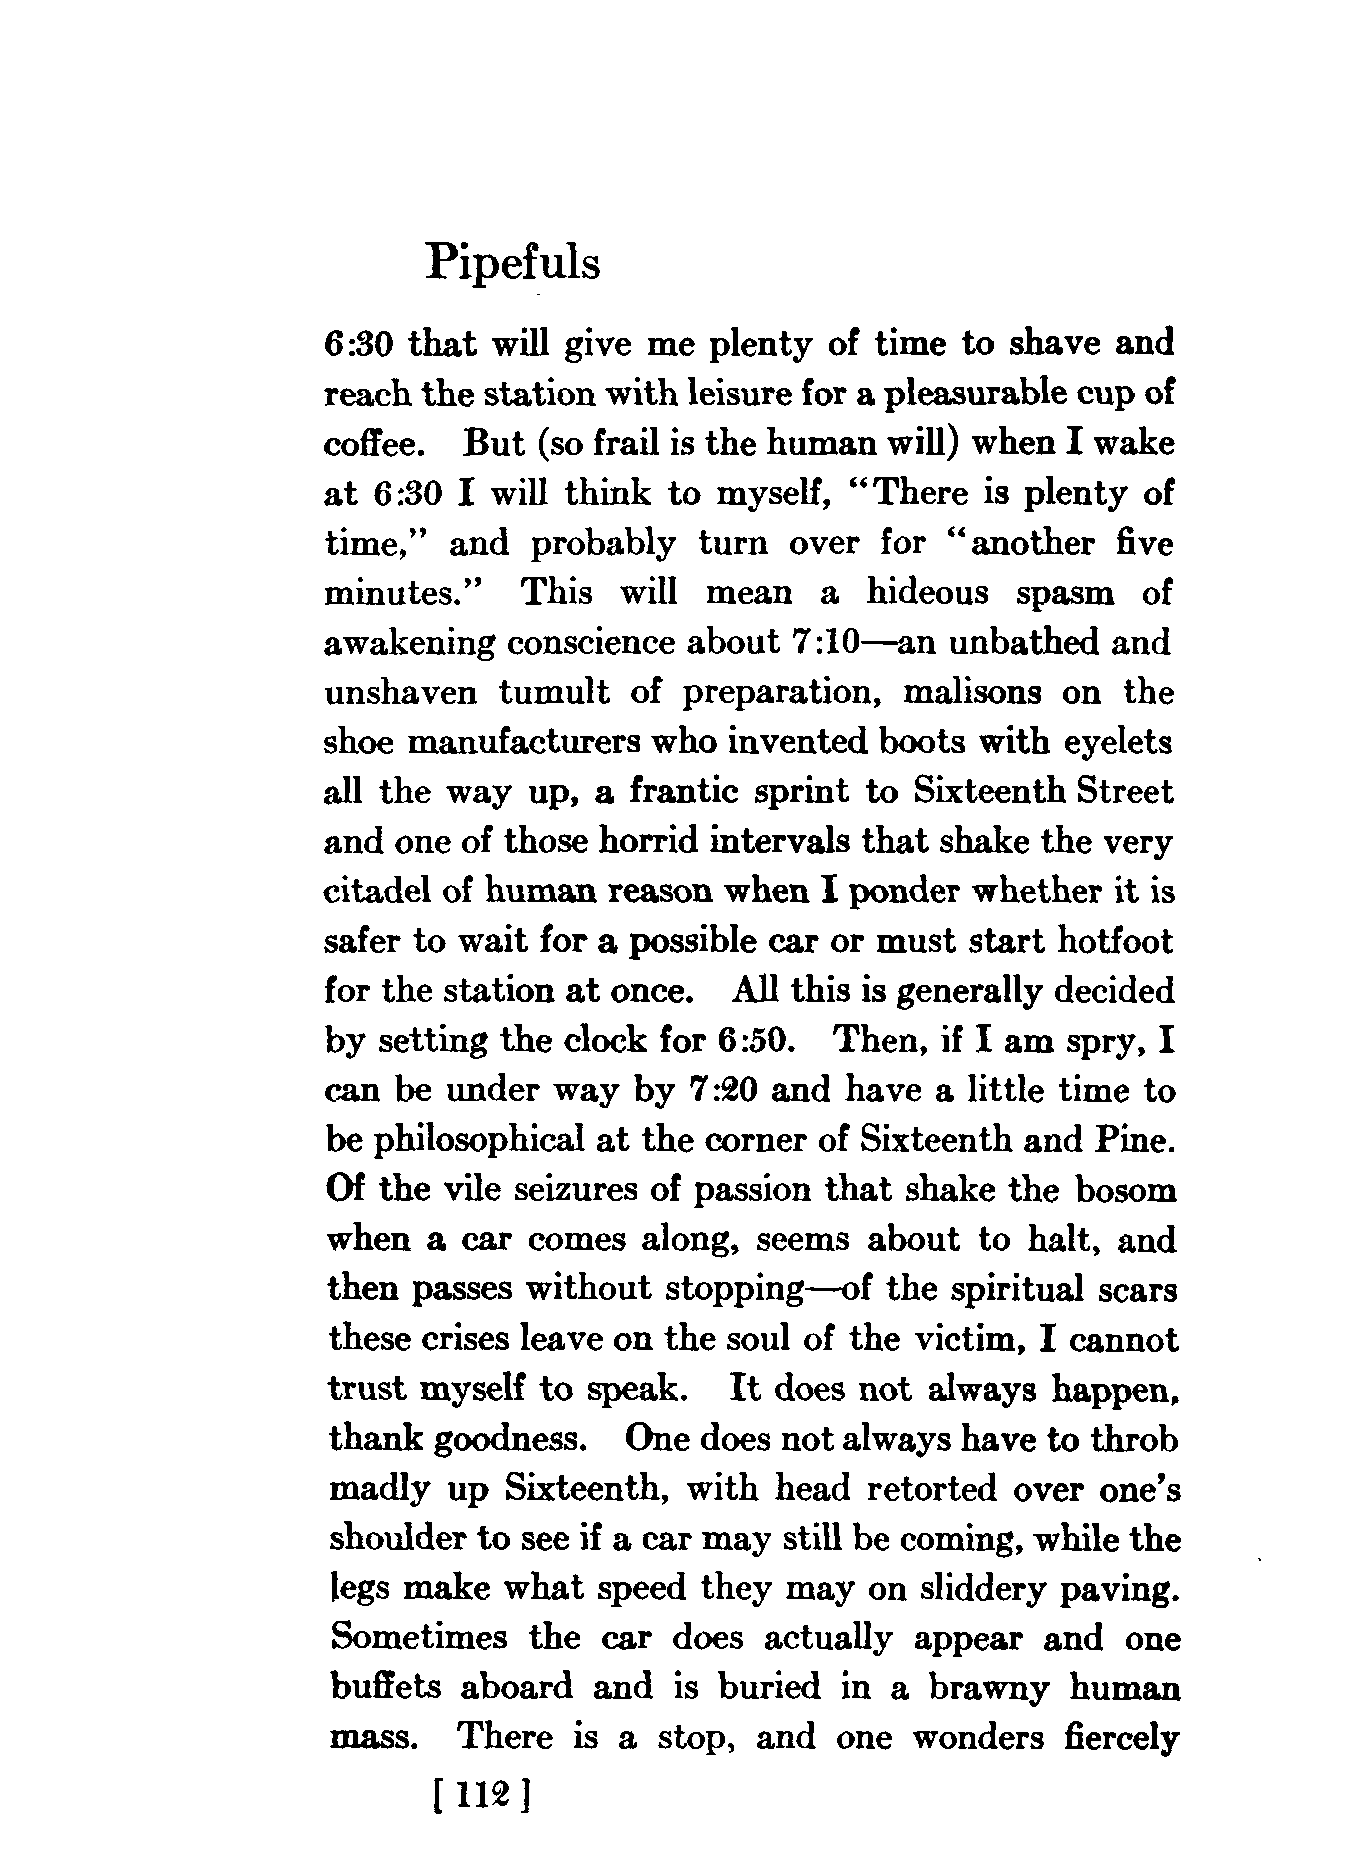 Pipefuls
6:30 that will give me plenty of time to shave and
reach the station with leisure for a pleasurable cup of
coffee. But (so frail is the human will) when I wake
at 6:30 I will think to myself, “There is plenty of
time,” and probably turn over for “another five
minutes.” This will mean a hideous spasm of
awakening conscience about 7:10—an unbathed and
unshaven tumult of preparation, malisons on the
shoe manufacturers who invented boots with eyelets
all the way up, a frantic sprint to Sixteenth Street
and one of those horrid intervals that shake the very
citadel of human reason when I ponder whether it is
safer to wait for a possible car or must start hotfoot
for the station at once. All this is generally decided
by setting the clock for 6:50. Then, if I am spry, I
can be under way by 7:20 and have a little time to
be philosophical at the corner of Sixteenth and Pine.
Of the vile seizures of passion that shake the bosom
when a car comes along, seems about to halt, and
then passes without stopping—of the spiritual scars
these crises leave on the soul of the victim, I cannot
trust myself to speak. It does not always happen,
thank goodness. One does not always have to throb
madly up Sixteenth, with head retorted over one’s
shoulder to see if a car may still be coming, while the
legs make what speed they may on sliddery paving.
Sometimes the car does actually appear and one
buffets aboard and is buried in a brawny human
mass. There is a stop, and one wonders fiercely
[ 112 ]